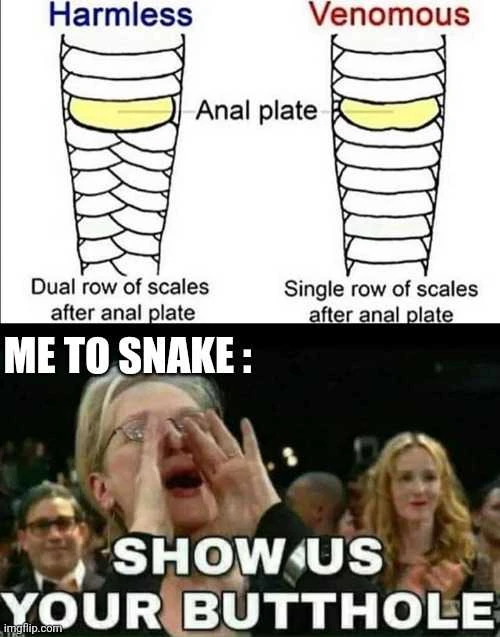 Harmless
Venomous
Anal plate
Dual row of scales
after anal plate
Single row of scales
after anal plate
ME TO SNAKE :
SHOW US
YOUR BUTTHOLE
imgflip.com